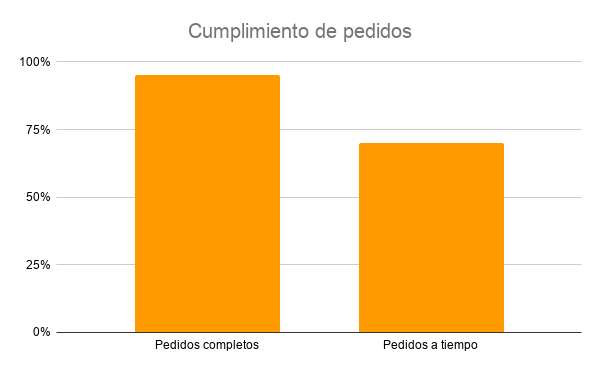 Cumplimiento de pedidos
100%
75%
50%
25%
0%
Pedidos completos
Pedidos a tiempo